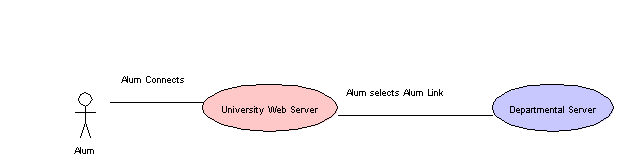 Alum Connects
Alum selects Alum Link
University Web Server
Departmental Server
Alum